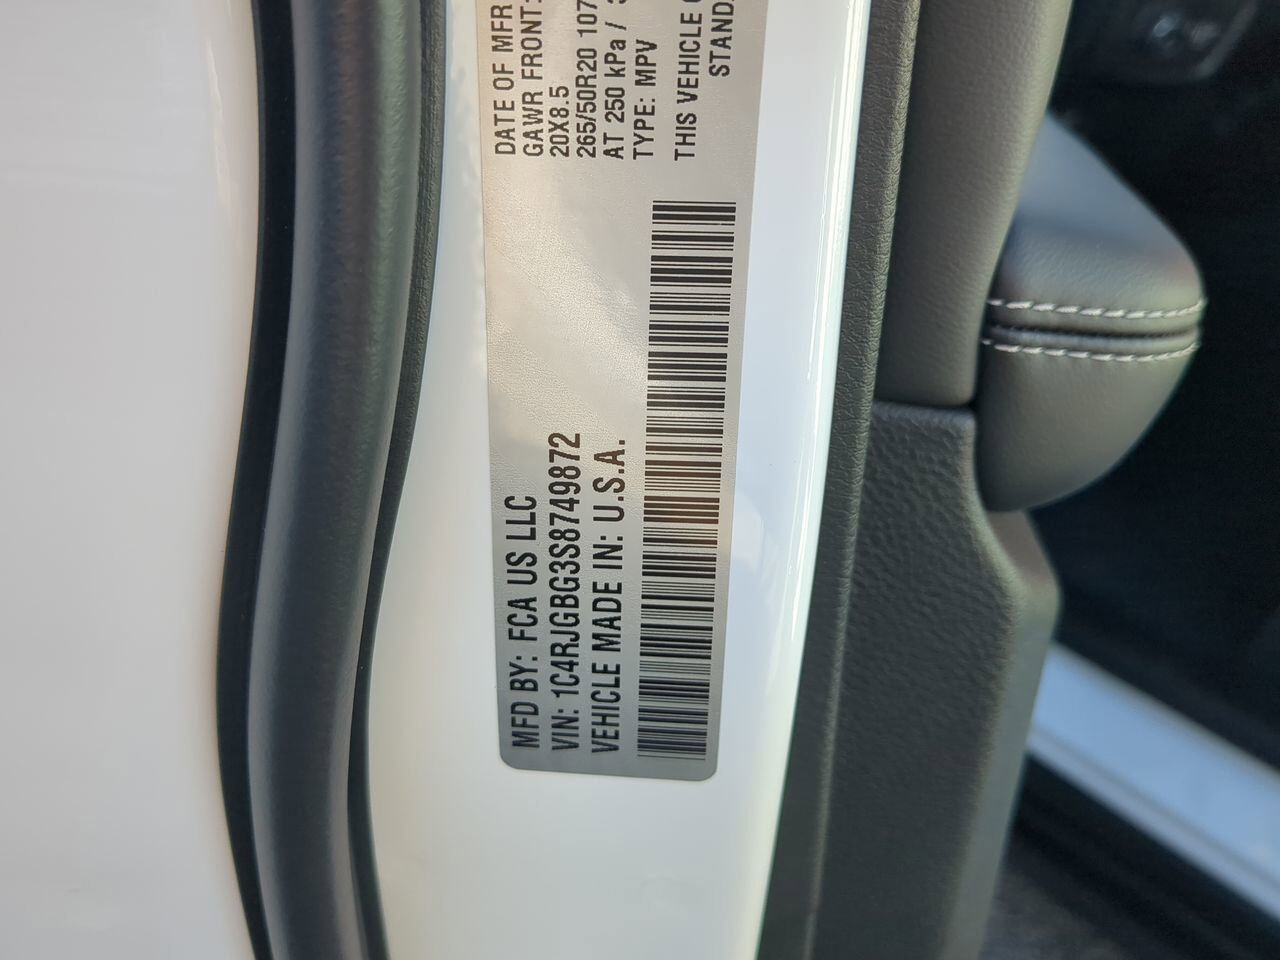 MFD BY: FCA US LLC
VIN: 1C4RJGBG3S8749872
VEHICLE MADE IN: U.S.A.
DATE OF MFR
GAWR FRONT:
20X8.5
265/50R20 107
AT 250 kPa /
TYPE: MPV
THIS VEHICLE